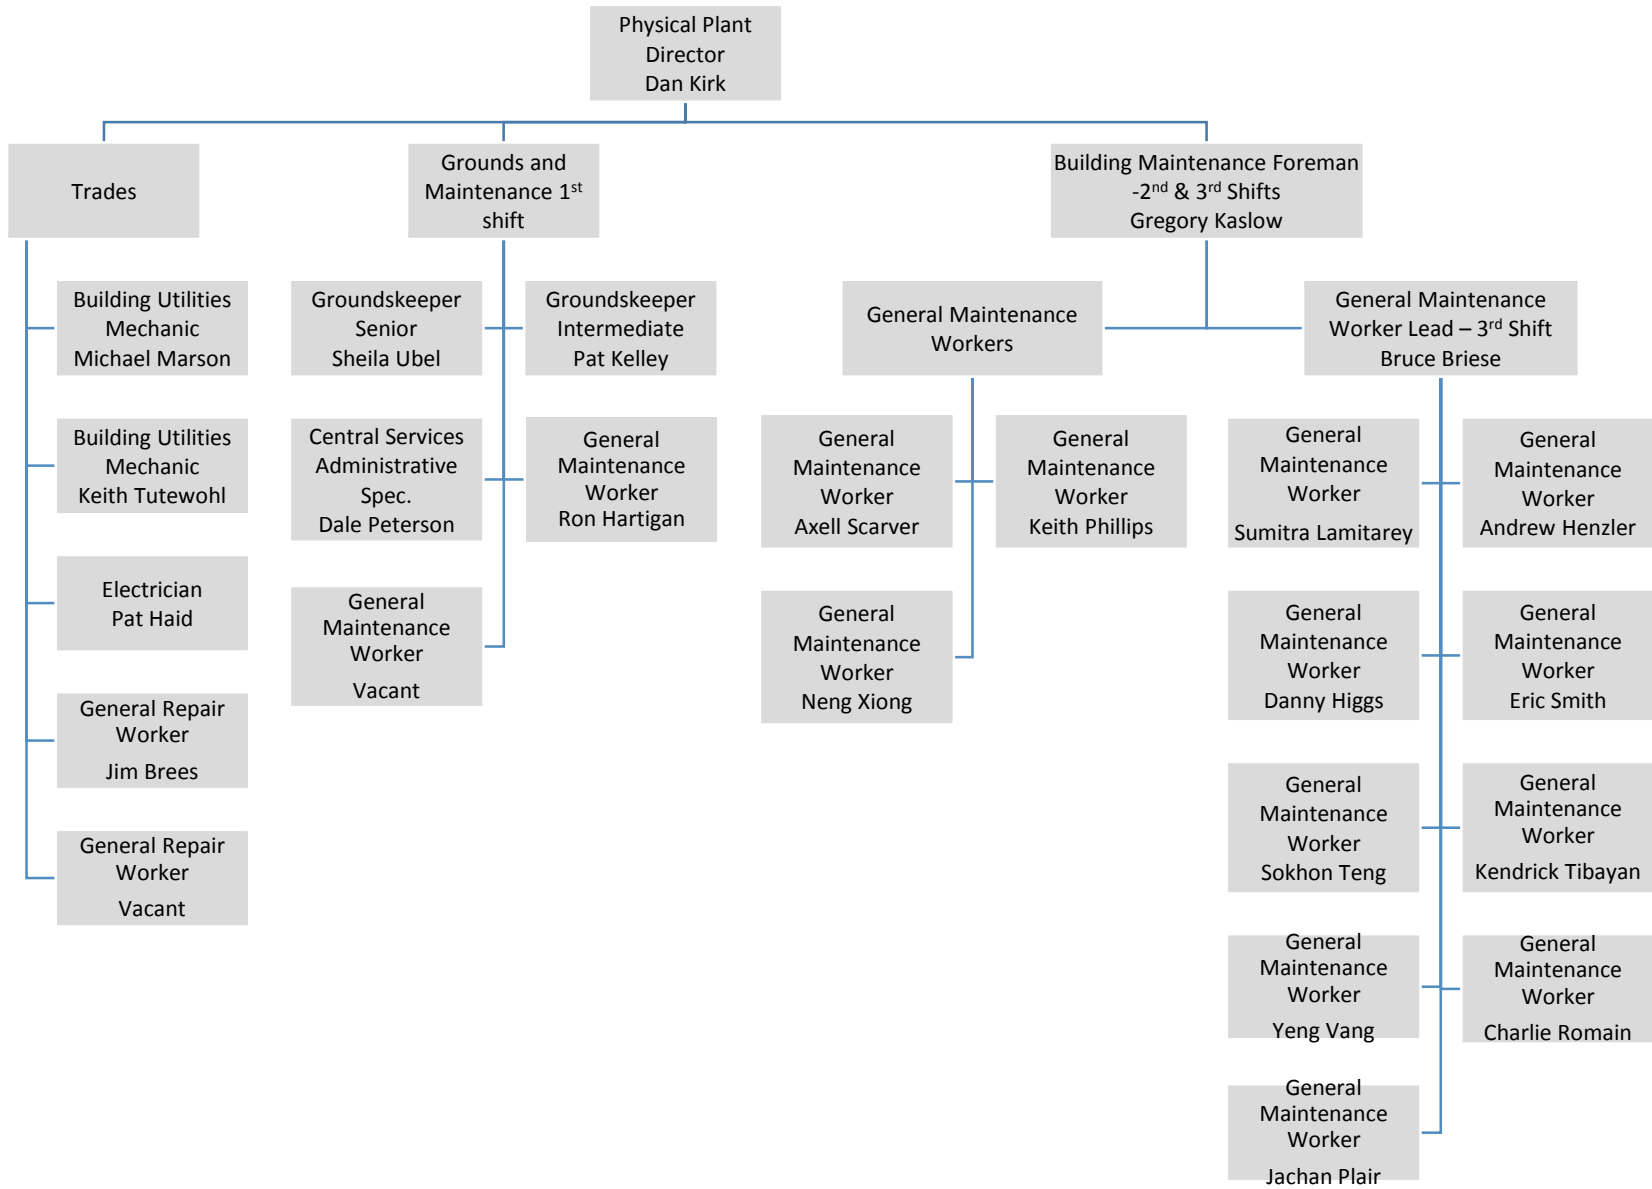 Physical Plant
Director
Dan Kirk
Trades
Grounds and
Maintenance 1st
shift
Building Maintenance Foreman
-2nd & 3rd Shifts
Gregory Kaslow
Building Utilities
Mechanic
Michael Marson
Building Utilities
Mechanic
Keith Tutewohl
Electrician
Pat Haid
General Repair
Worker
Jim Brees
General Repair
Worker
Vacant
Groundskeeper
Senior
Sheila Ubel
Groundskeeper
Intermediate
Pat Kelley
Central Services
Administrative
Spec.
Dale Peterson
General
Maintenance
Worker
Ron Hartigan
General
Maintenance
Worker
Vacant
General Maintenance
Workers
General
Maintenance
Worker
Axell Scarver
General
Maintenance
Worker
Keith Phillips
General
Maintenance
Worker
Neng Xiong
General Maintenance
Worker Lead – 3rd Shift
Bruce Briese
General
Maintenance
Worker
Sumitra Lamitarey
General
Maintenance
Worker
Andrew Henzler
General
Maintenance
Worker
Danny Higgs
General
Maintenance
Worker
Eric Smith
General
Maintenance
Worker
Sokhon Teng
General
Maintenance
Worker
Kendrick Tibayan
General
Maintenance
Worker
Yeng Vang
General
Maintenance
Worker
Charlie Romain
General
Maintenance
Worker
Jachan Plair